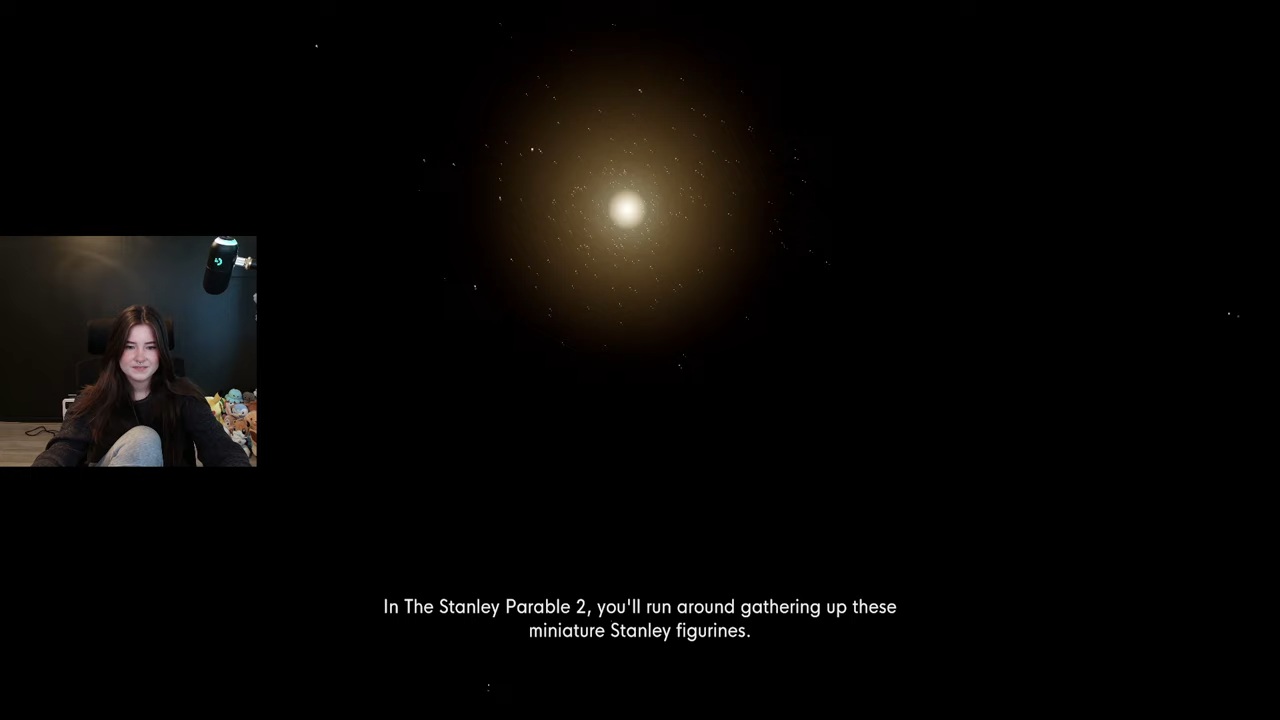 In The Stanley Parable 2, you'll run around gathering up these
miniature Stanley figurines.